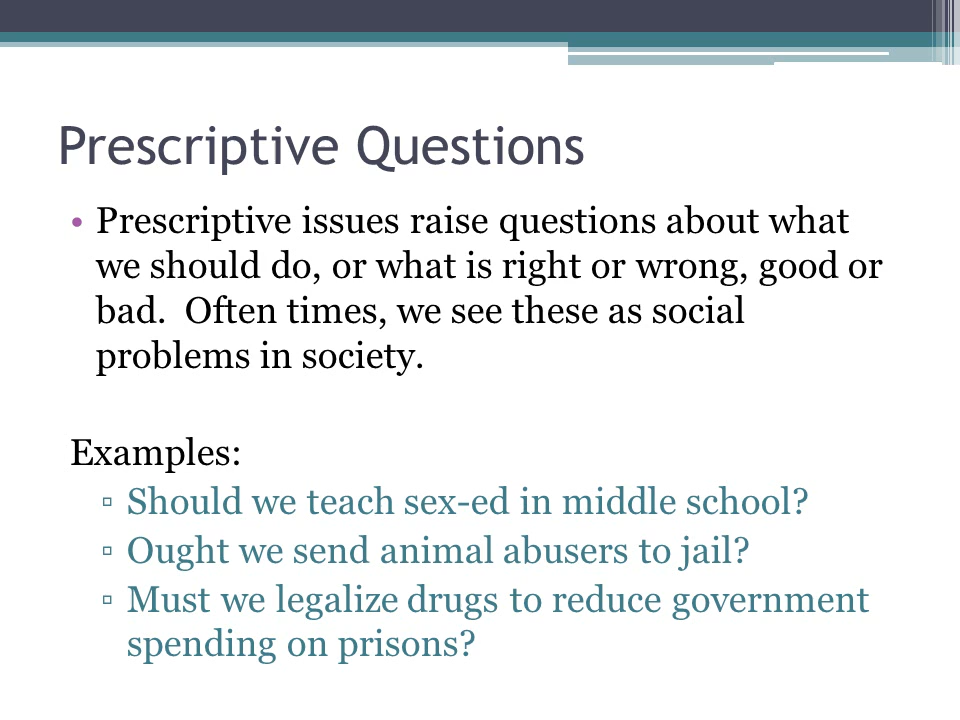 Prescriptive Questions
• Prescriptive issues raise questions about what
we should do, or what is right or wrong, good or
bad.  Often times, we see these as social
problems in society.
Examples:
▫ Should we teach sex-ed in middle school?
▫ Ought we send animal abusers to jail?
▫ Must we legalize drugs to reduce government
spending on prisons?